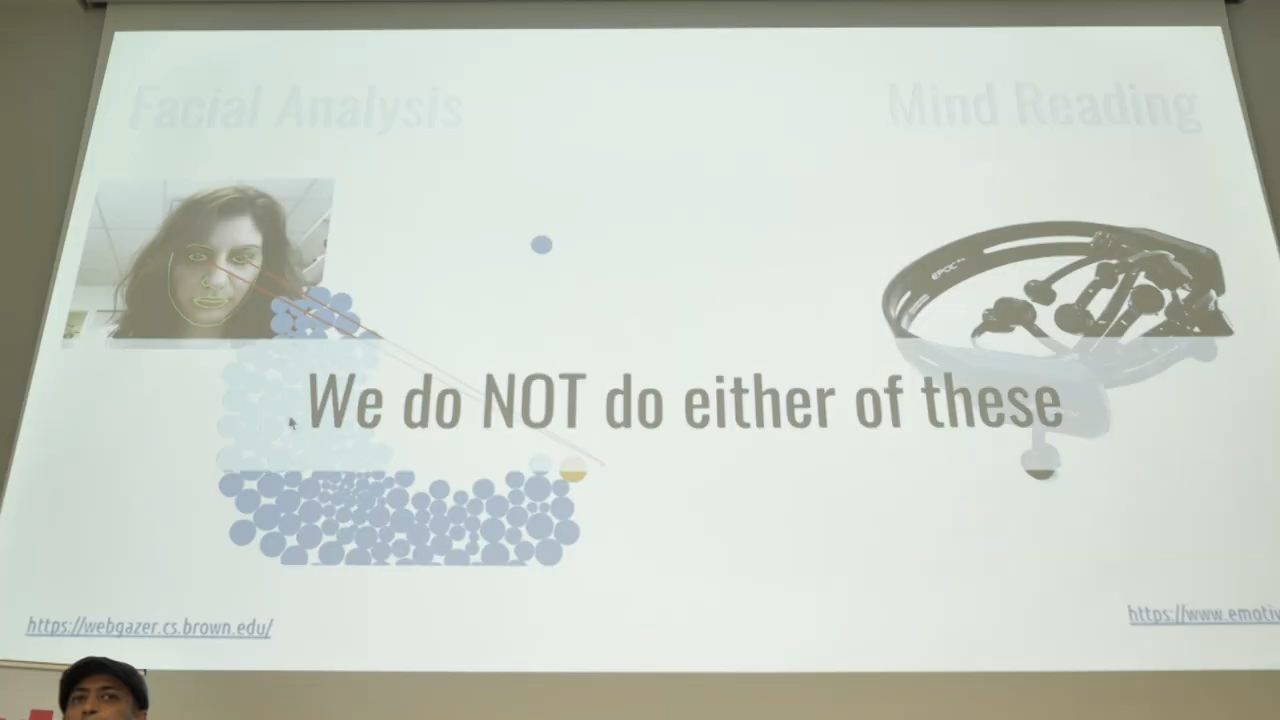 Facial Analysis
Mind Reading
EPOC
We do NOT do either of these
https://webgazer.cs.brown.edu/
https://www.emotiv